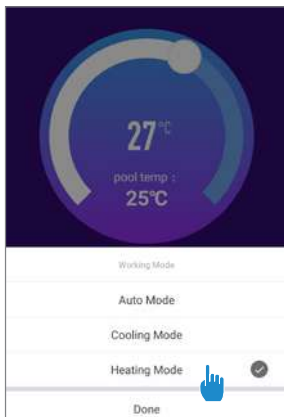 27°C
pool temp :
25°C
Working Mode
Auto Mode
Cooling Mode
Heating Mode
Done